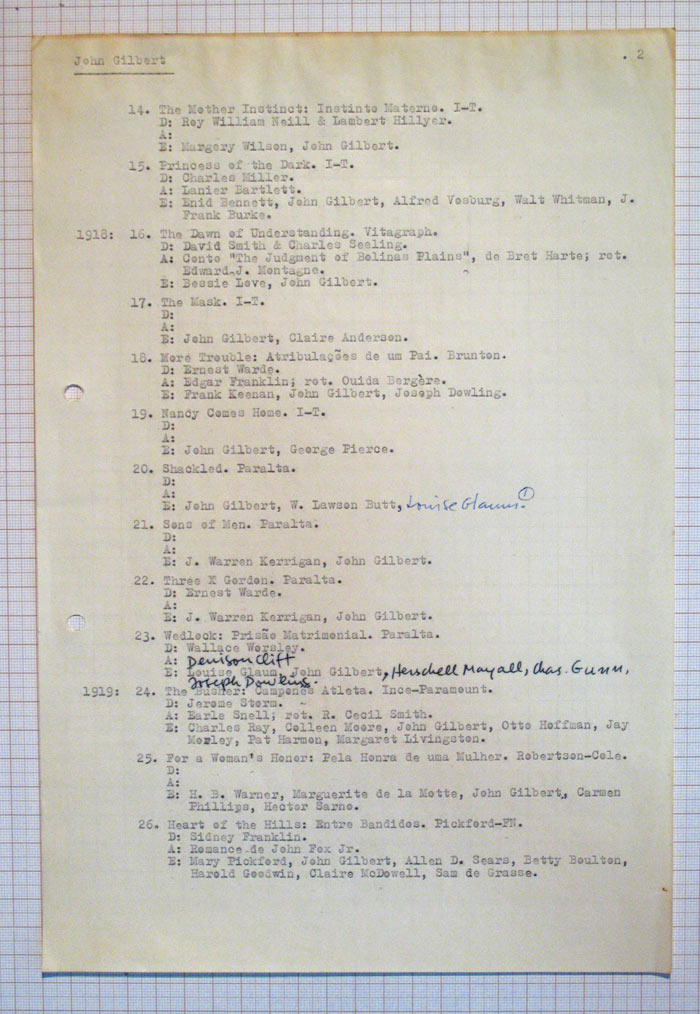 John Gilbert . 2
14. The Mother Instinct: Instinto Materno. I-T.
D: Roy William Neill & Lambert Hillyer.
A:
E: Margery Wilson, John Gilbert.
15. Princess of the Dark. I-T.
D: Charles Miller.
A: Lanier Bartlett.
E: Enid Bennett, John Gilbert, Alfred Vosburg, Walt Whitman, J.
Frank Burke.
1918: 16. The Dawn of Understanding. Vitagraph.
D: David Smith & Charles Seeling.
A: Conto "The Judgment of Bolinas Plains", de Bret Harte; rot.
Edward J. Montagne.
E: Bessie Love, John Gilbert.
17. The Mask. I-T.
D:
A:
E: John Gilbert, Claire Anderson.
18. More Trouble: Atribulações de um Pai. Brunton.
D: Ernest Warde.
A: Edgar Franklin; rot. Ouida Bergère.
E: Frank Keenan, John Gilbert, Joseph Dowling.
19. Nancy Comes Home. I-T.
D:
A:
E: John Gilbert, George Pierce.
20. Shackled. Paralta.
D:
A:
E: John Gilbert, W. Lawson Butt, Louise Glaum. 1
21. Sons of Men. Paralta.
D:
A:
E: J. Warren Kerrigan, John Gilbert.
22. Three X Gordon. Paralta.
D: Ernest Warde.
A:
E: J. Warren Kerrigan, John Gilbert.
23. Wedlock: Prisão Matrimonial. Paralta.
D: Wallace Worsley.
A: Denison Clift
E: Louise Glaum, John Gilbert, Herschell Mayall, Chas. Gunn,
Joseph Dowling.
1919: 24. The Busher: Camponês Atleta. Ince-Paramount.
D: Jerome Storm.
A: Earle Snell; rot. R. Cecil Smith.
E: Charles Ray, Colleen Moore, John Gilbert, Otto Hoffman, Jay
Morley, Pat Harmon, Margaret Livingston.
25. For a Woman's Honor: Pela Honra de uma Mulher. Robertson-Cole.
D:
A:
E: H. B. Warner, Marguerite de la Motte, John Gilbert, Carmen
Phillips, Hector Sarno.
26. Heart of the Hills: Entre Bandidos. Pickford-FN.
D: Sidney Franklin.
A: Romance de John Fox Jr.
E: Mary Pickford, John Gilbert, Allen D. Sears, Betty Boulton,
Harold Goodwin, Claire McDowell, Sam de Grasse.